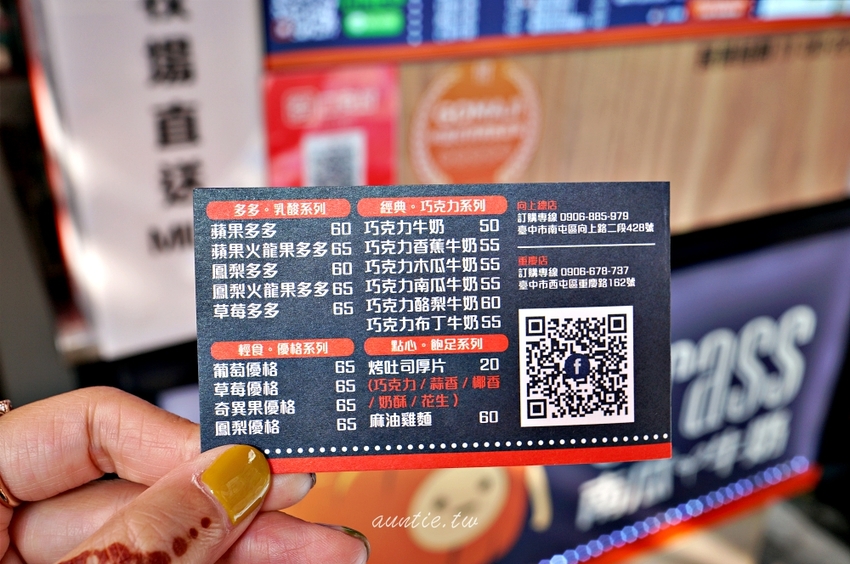 場直送
多多。乳酸系列
蘋果多多 60
蘋果火龍果多多 65
鳳梨多多 60
鳳梨火龍果多多 65
草莓多多 65
經典。巧克力系列
巧克力牛奶 50
巧克力香蕉牛奶 55
巧克力木瓜牛奶 55
巧克力南瓜牛奶 55
巧克力酪梨牛奶 60
巧克力布丁牛奶 55
向上總店
訂購專線 0906-885-979
臺中市南屯區向上路二段428號
重慶店
訂購專線 0906-678-737
臺中市西屯區重慶路162號
輕食。優格系列
葡萄優格 65
草莓優格 65
奇異果優格 65
鳳梨優格 65
點心。飽足系列
烤吐司厚片 20
(巧克力 / 蒜香 / 椰香
/ 奶酥 / 花生)
麻油雞麵 60
f
rass
南瓜ㄚ牛奶
auntie.tw